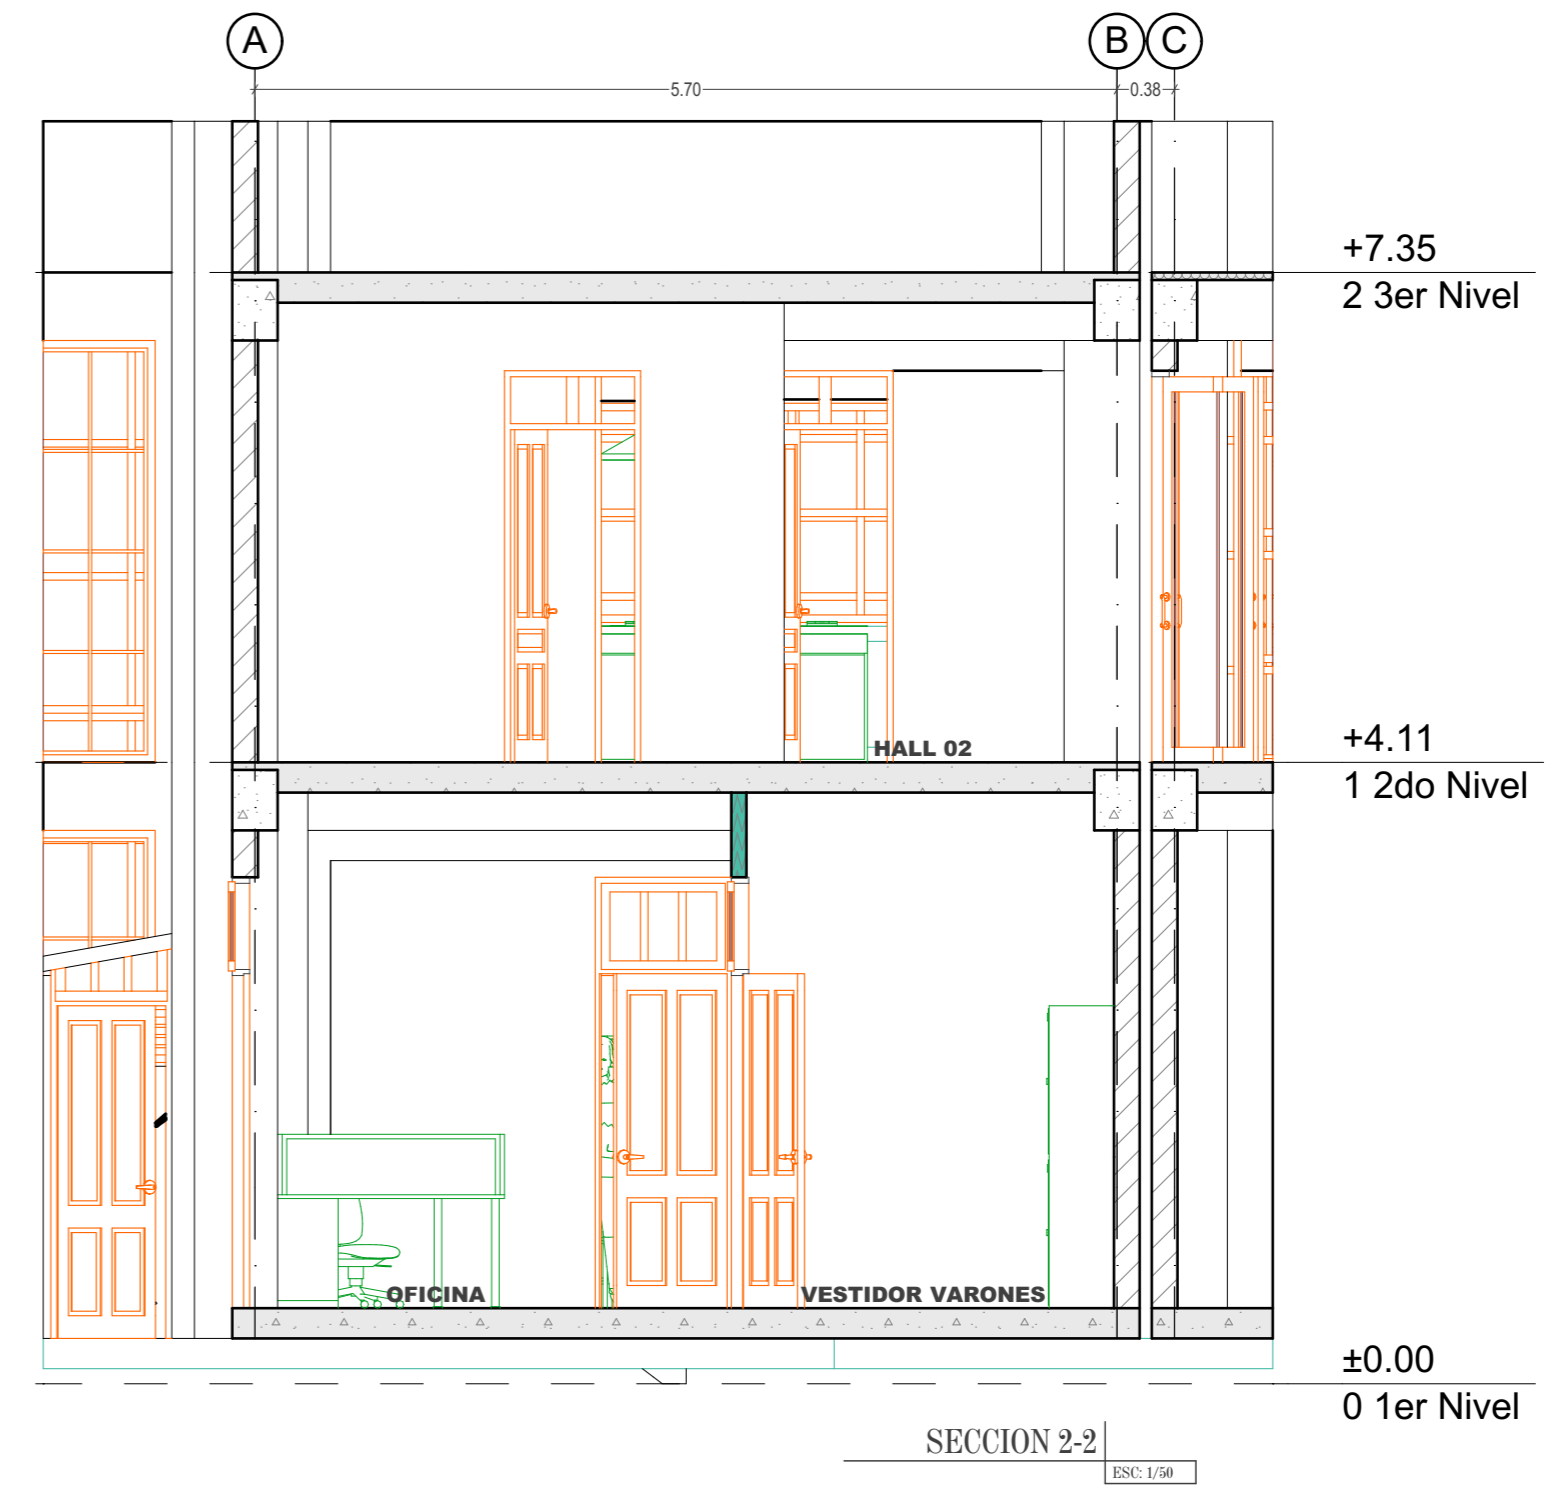 A
B
C
5.70
0.38
+7.35
2 3er Nivel
HALL 02
+4.11
1 2do Nivel
OFICINA
VESTIDOR VARONES
±0.00
0 1er Nivel
SECCION 2-2
ESC: 1/50